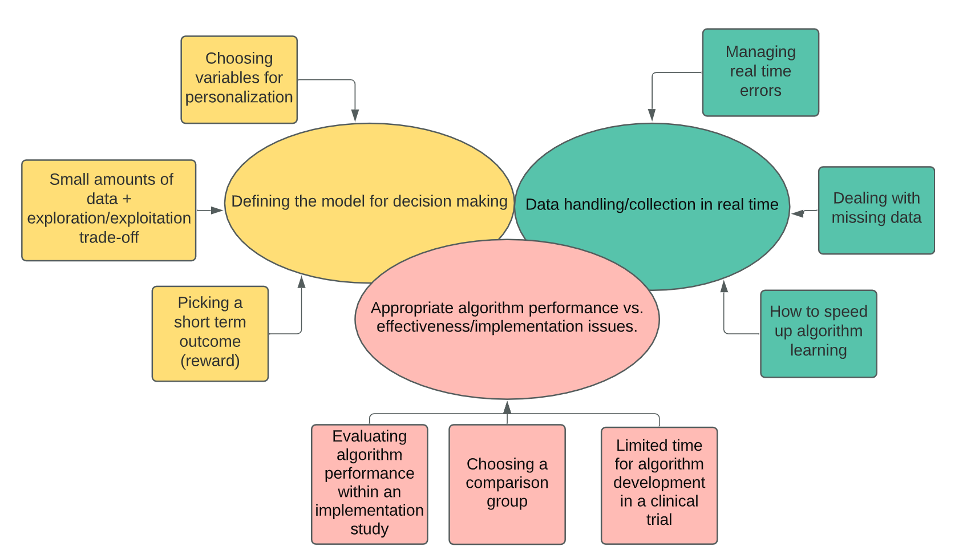 Choosing
variables for
personalization
Managing
real time
errors
Small amounts of
data +
exploration/exploitation
trade-off
Defining the model for decision making
Data handling/collection in real time
Dealing with
missing data
Picking a
short term
outcome
(reward)
Appropriate algorithm performance vs.
effectiveness/implementation issues.
How to speed
up algorithm
learning
Evaluating
algorithm
performance
within an
implementation
study
Choosing a
comparison
group
Limited time
for algorithm
development
in a clinical
trial